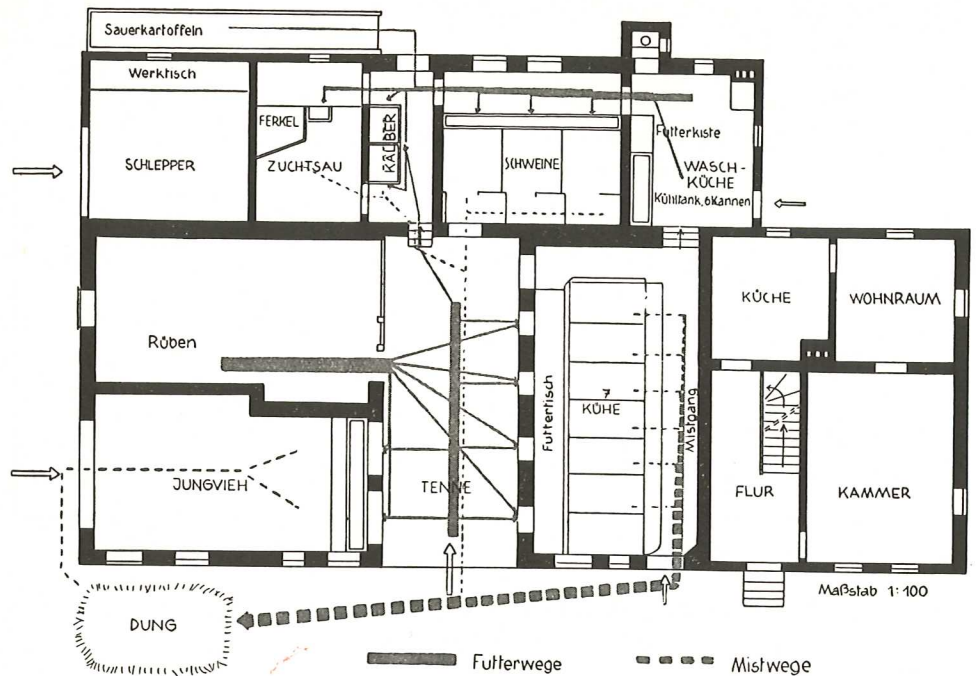 Sauerkartoffeln
Werktisch
FERKEL
KÄLBER
Futterkiste
SCHLEPPER
ZUCHTSAU
SCHWEINE
WASCH-
KÜCHE
Kühltank, 6 Kannen
KÜCHE
WOHNRAUM
Rüben
Futtertisch
7
KÜHE
Mistgang
JUNGVIEH
TENNE
FLUR
KAMMER
Maßstab 1:100
DUNG
Futterwege
Mistwege